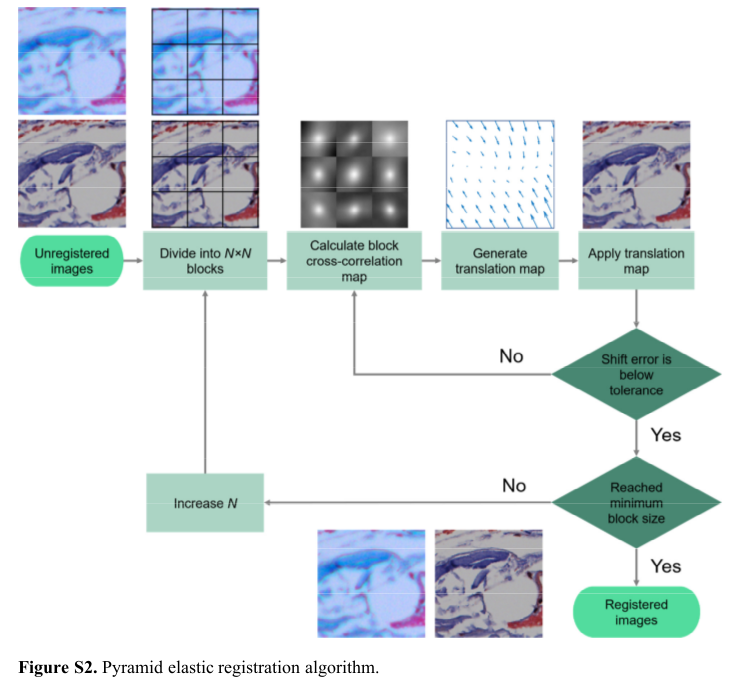 Unregistered
images
Divide into N×N
blocks
Calculate block
cross-correlation
map
Generate
translation map
Apply translation
map
No
Shift error is
below
tolerance
Yes
Increase N
No
Reached
minimum
block size
Yes
Registered
images
Figure S2. Pyramid elastic registration algorithm.